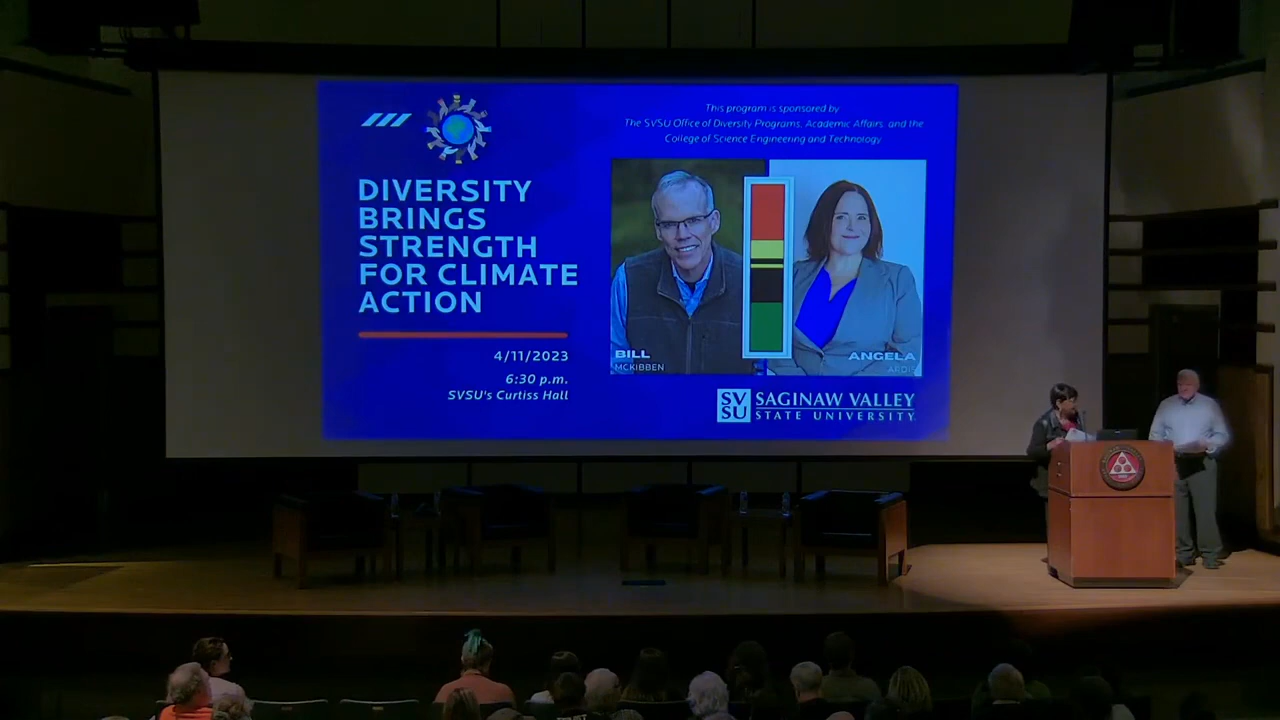 DIVERSITY
BRINGS
STRENGTH
FOR CLIMATE
ACTION
4/11/2023
6:30 p.m.
SVSU's Curtiss Hall
This program is sponsored by
The SVSU Office of Diversity Programs, Academic Affairs, and the
College of Science Engineering and Technology
BILL
MCKIBBEN
ANGELA
SV
SU
SAGINAW VALLEY
STATE UNIVERSITY